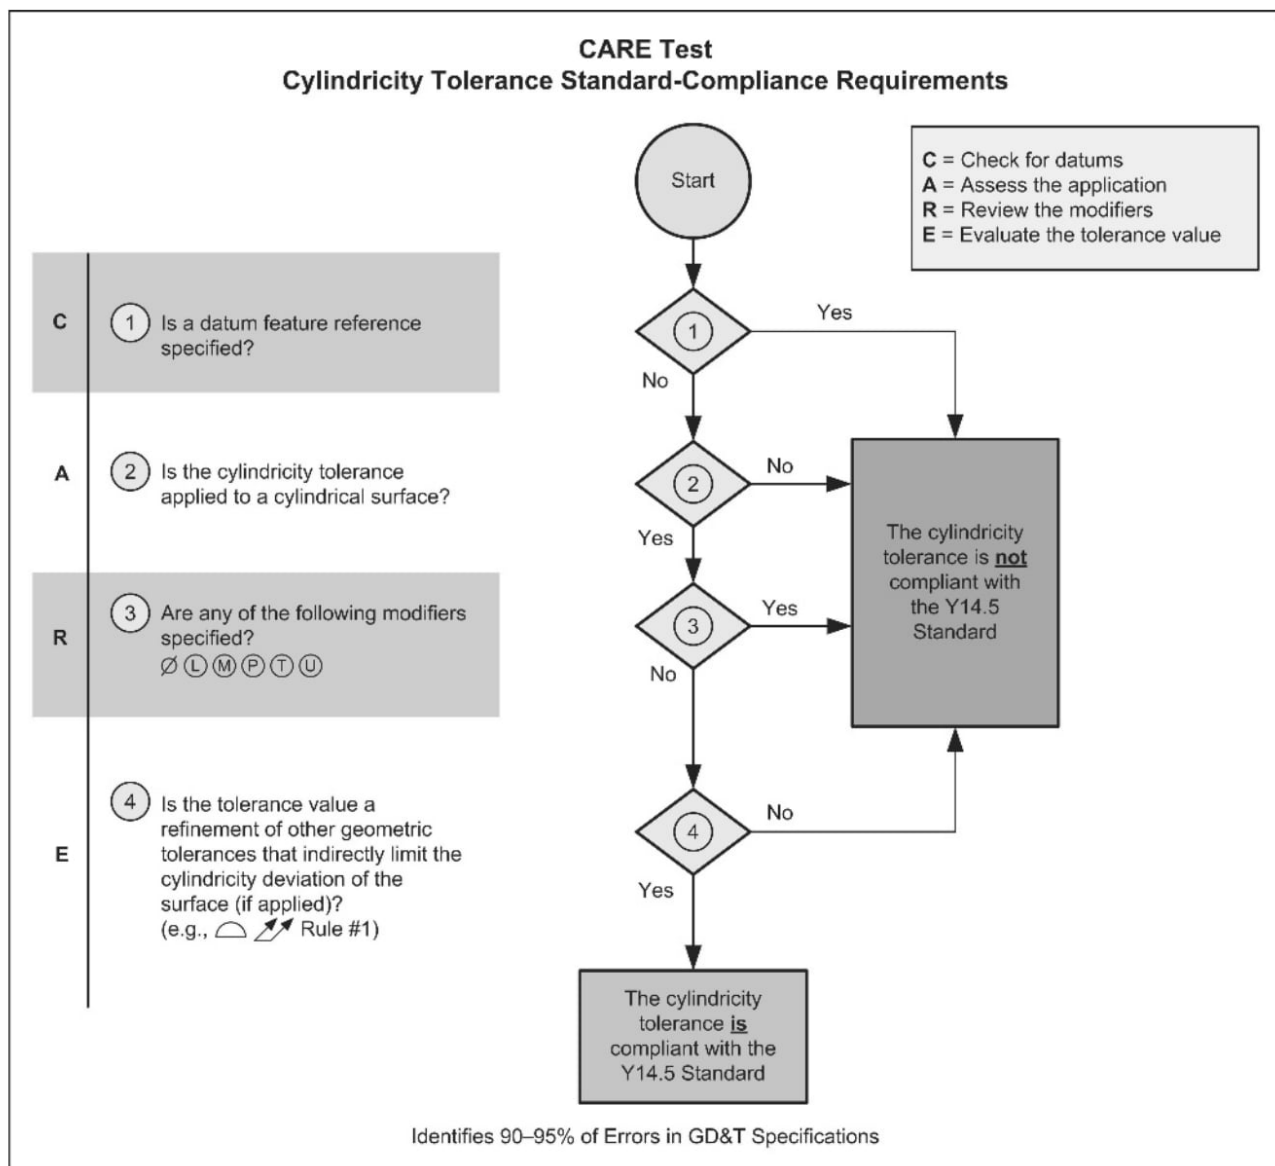 CARE Test
Cylindricity Tolerance Standard-Compliance Requirements
Start
C = Check for datums
A = Assess the application
R = Review the modifiers
E = Evaluate the tolerance value
C
1
Is a datum feature reference
specified?
1
Yes
No
A
2
Is the cylindricity tolerance
applied to a cylindrical surface?
2
No
Yes
R
3
Are any of the following modifiers
specified?
⌀ Ⓛ Ⓜ Ⓟ Ⓣ Ⓤ
3
Yes
No
The cylindricity
tolerance is not
compliant with
the Y14.5
Standard
E
4
Is the tolerance value a
refinement of other geometric
tolerances that indirectly limit the
cylindricity deviation of the
surface (if applied)?
(e.g., ⌓ ⌰ Rule #1)
4
No
Yes
The cylindricity
tolerance is
compliant with the
Y14.5 Standard
Identifies 90–95% of Errors in GD&T Specifications